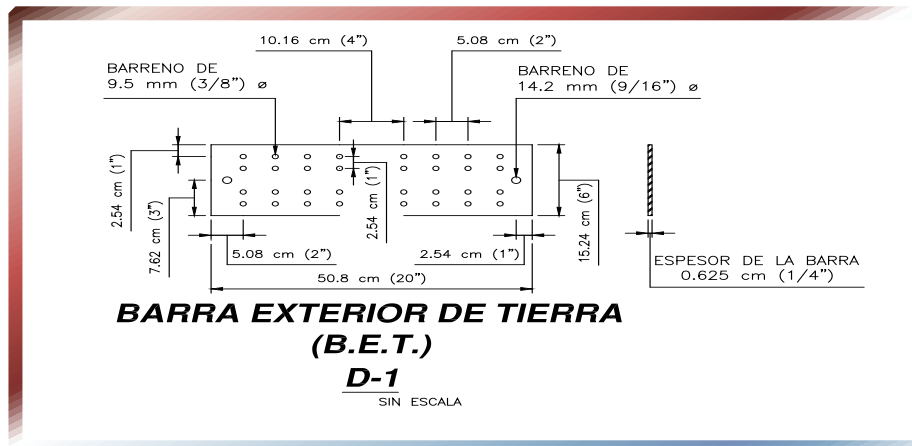 10.16 cm (4")
5.08 cm (2")
BARRENO DE
9.5 mm (3/8") ø
BARRENO DE
14.2 mm (9/16") ø
2.54 cm (1")
7.62 cm (3")
2.54 cm (1")
15.24 cm (6")
5.08 cm (2")
2.54 cm (1")
50.8 cm (20")
ESPESOR DE LA BARRA
0.625 cm (1/4")
BARRA EXTERIOR DE TIERRA
(B.E.T.)
D-1
SIN ESCALA